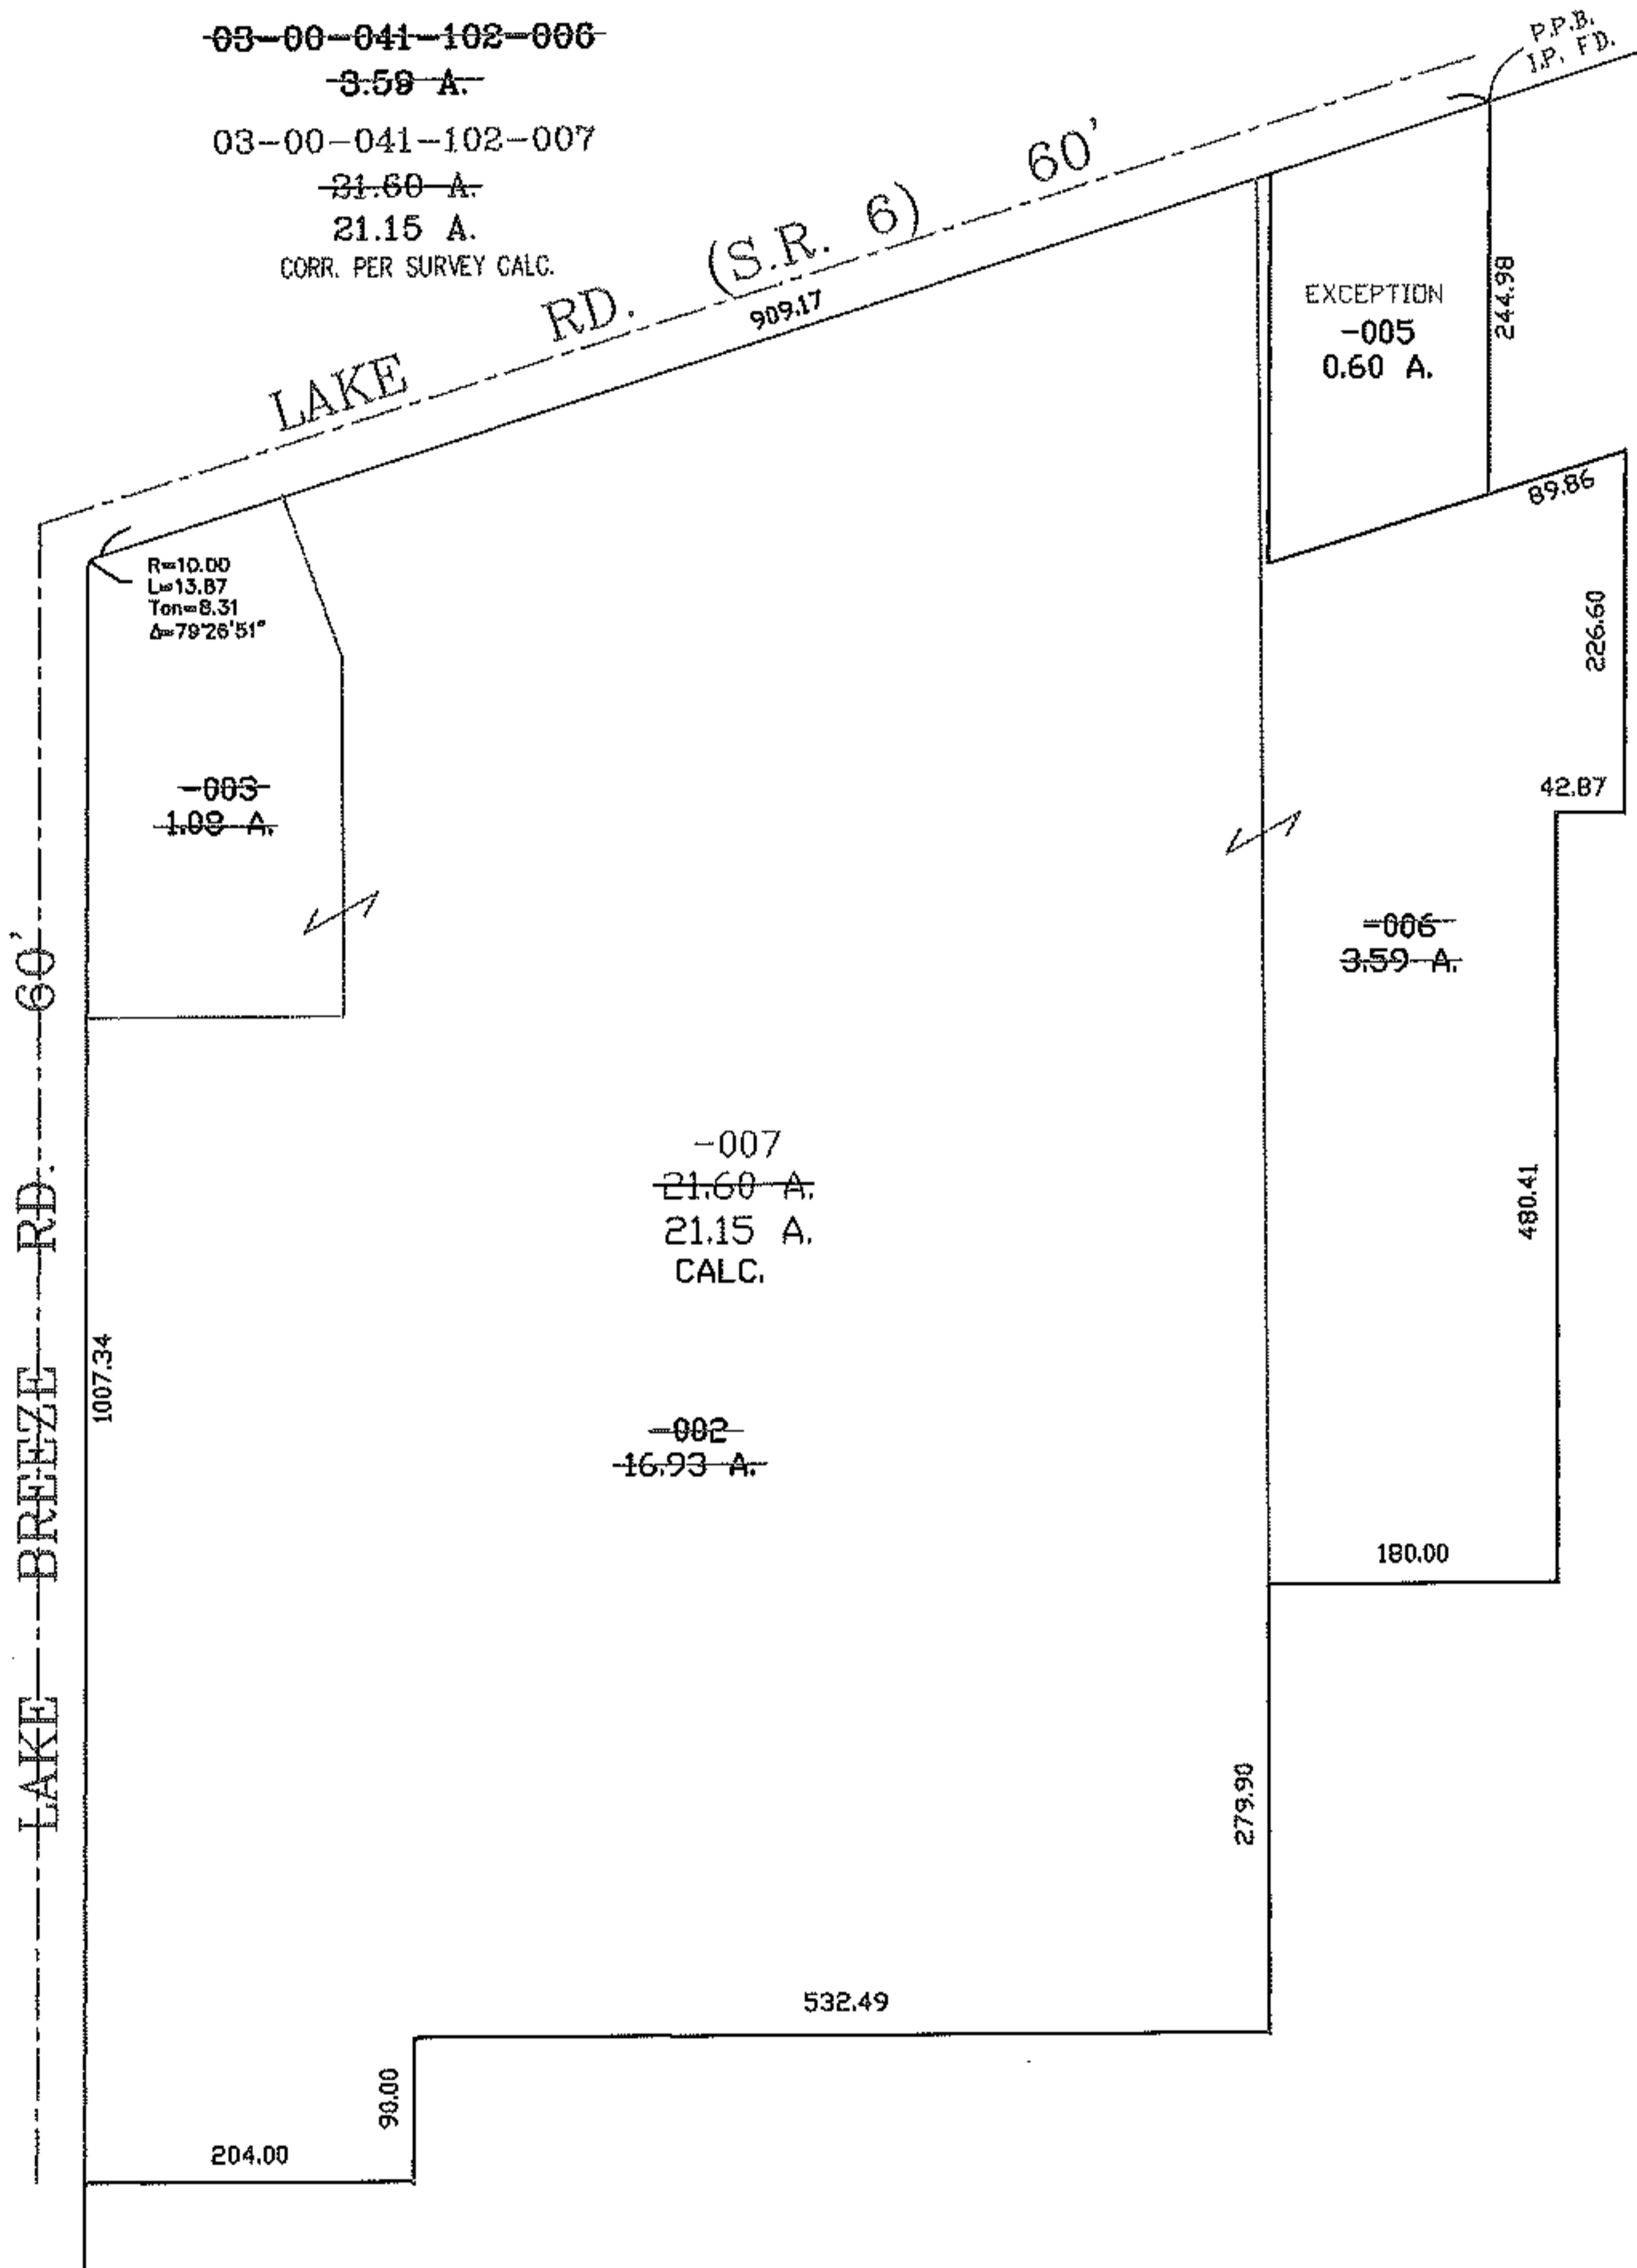 03-00-041-102-006
3.59 A.
03-00-041-102-007
21.60 A.
21.15 A.
CORR. PER SURVEY CALC.
P.P.B.
I.P. FD.
LAKE RD. (S.R. 6) 60'
909.17
EXCEPTION
-005
0.60 A.
244.98
89.86
R=10.00
L=13.87
Tan=8.31
Δ=79°26'51"
226.60
42.87
-003
1.08 A.
-006
3.59 A.
LAKE BREEZE RD. 60'
-007
21.60 A.
21.15 A.
CALC.
480.41
1007.34
-002
16.93 A.
180.00
279.90
532.49
90.00
204.00